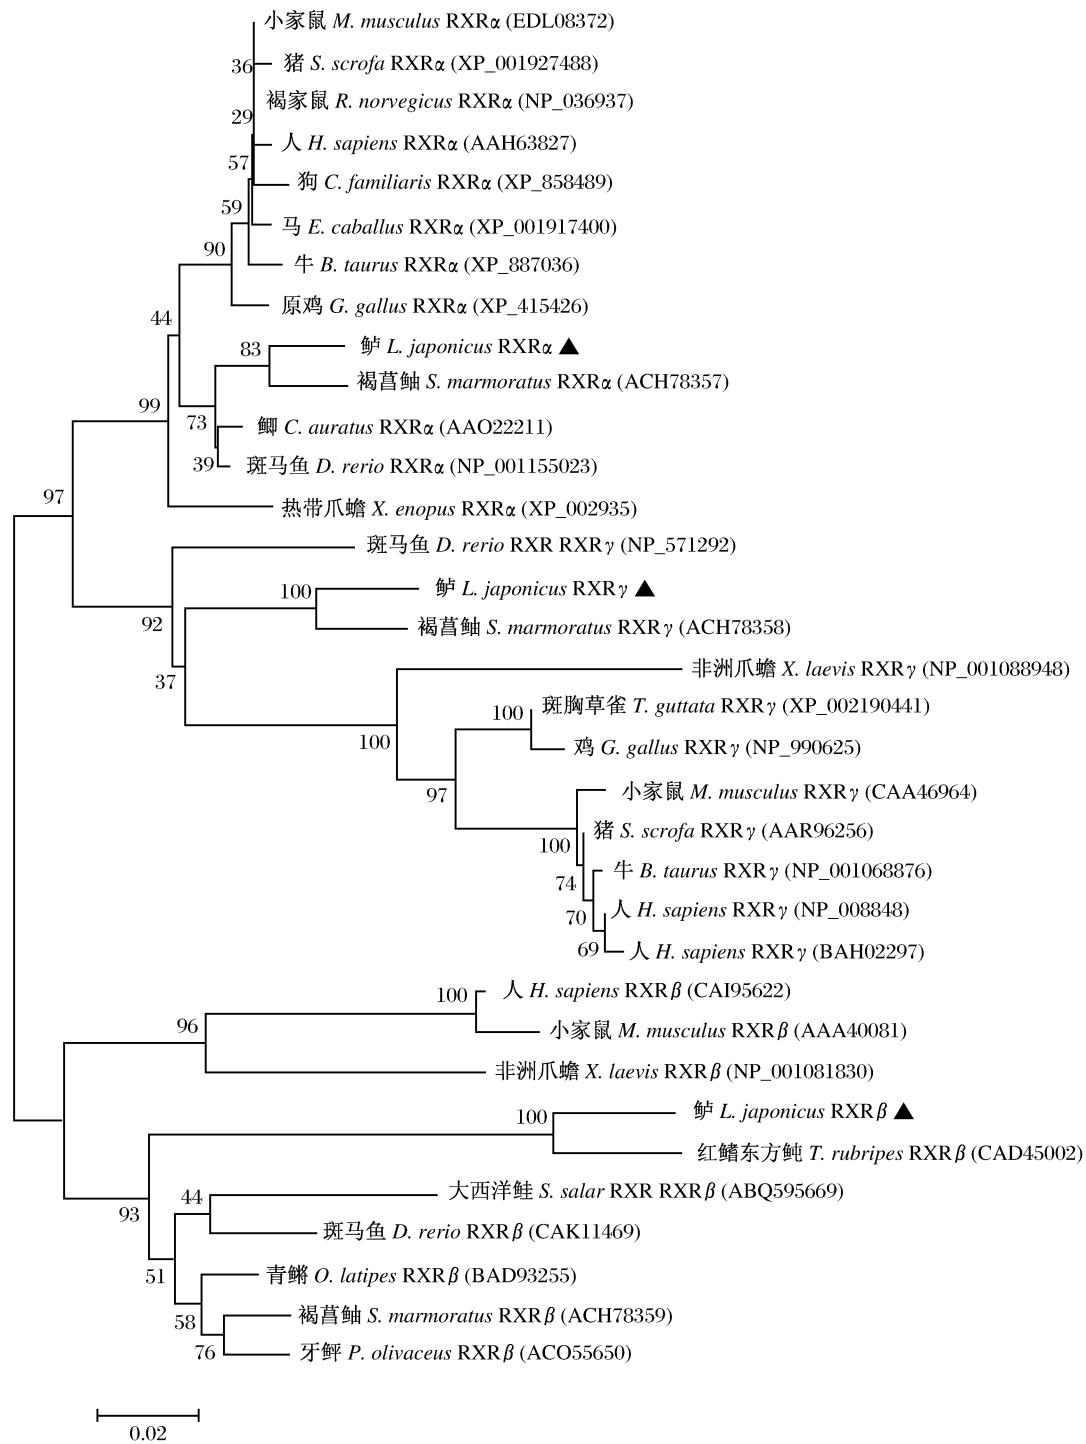 小家鼠 M. musculus RXRα (EDL08372)
36
猪 S. scrofa RXRα (XP_001927488)
褐家鼠 R. norvegicus RXRα (NP_036937)
29
人 H. sapiens RXRα (AAH63827)
57
狗 C. familiaris RXRα (XP_858489)
59
马 E. caballus RXRα (XP_001917400)
90
牛 B. taurus RXRα (XP_887036)
原鸡 G. gallus RXRα (XP_415426)
44
83
鲈 L. japonicus RXRα ▲
褐菖鲉 S. marmoratus RXRα (ACH78357)
99
73
鲫 C. auratus RXRα (AAO22211)
39
斑马鱼 D. rerio RXRα (NP_001155023)
97
热带爪蟾 X. enopus RXRα (XP_002935)
斑马鱼 D. rerio RXR RXRγ (NP_571292)
100
鲈 L. japonicus RXRγ ▲
92
褐菖鲉 S. marmoratus RXRγ (ACH78358)
37
非洲爪蟾 X. laevis RXRγ (NP_001088948)
100
斑胸草雀 T. guttata RXRγ (XP_002190441)
100
鸡 G. gallus RXRγ (NP_990625)
97
小家鼠 M. musculus RXRγ (CAA46964)
猪 S. scrofa RXRγ (AAR96256)
100
牛 B. taurus RXRγ (NP_001068876)
74
人 H. sapiens RXRγ (NP_008848)
70
69
人 H. sapiens RXRγ (BAH02297)
100
人 H. sapiens RXRβ (CAI95622)
96
小家鼠 M. musculus RXRβ (AAA40081)
非洲爪蟾 X. laevis RXRβ (NP_001081830)
100
鲈 L. japonicus RXRβ ▲
红鳍东方鲀 T. rubripes RXRβ (CAD45002)
44
大西洋鲑 S. salar RXR RXRβ (ABQ595669)
93
斑马鱼 D. rerio RXRβ (CAK11469)
51
青鳉 O. latipes RXRβ (BAD93255)
58
褐菖鲉 S. marmoratus RXRβ (ACH78359)
76
牙鲆 P. olivaceus RXRβ (ACO55650)
0.02